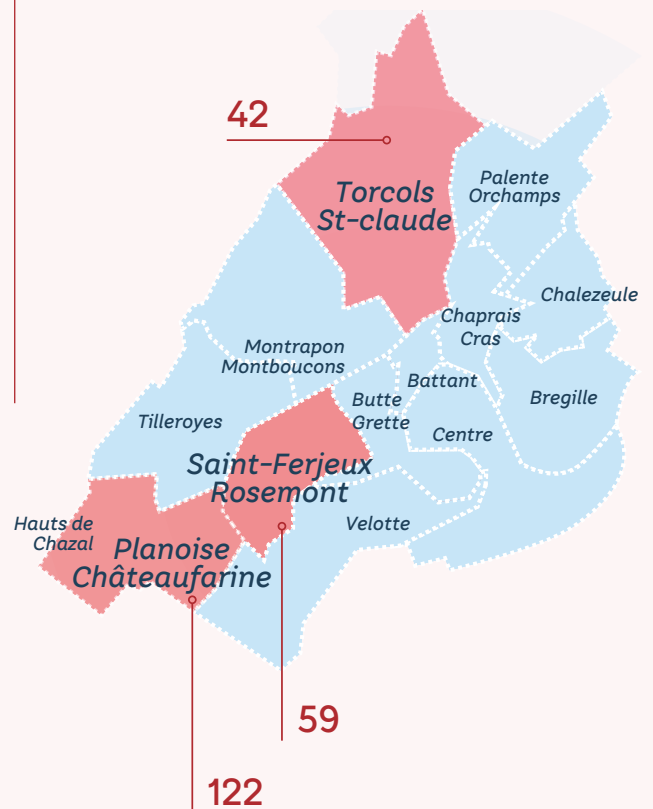 42
Torcols
St-claude
Palente
Orchamps
Chalezeule
Chaprais
Cras
Montrapon
Montboucons
Battant
Butte
Grette
Bregille
Tilleroyes
Centre
Saint-Ferjeux
Rosemont
Hauts de
Chazal
Velotte
Planoise
Châteaufarine
59
122